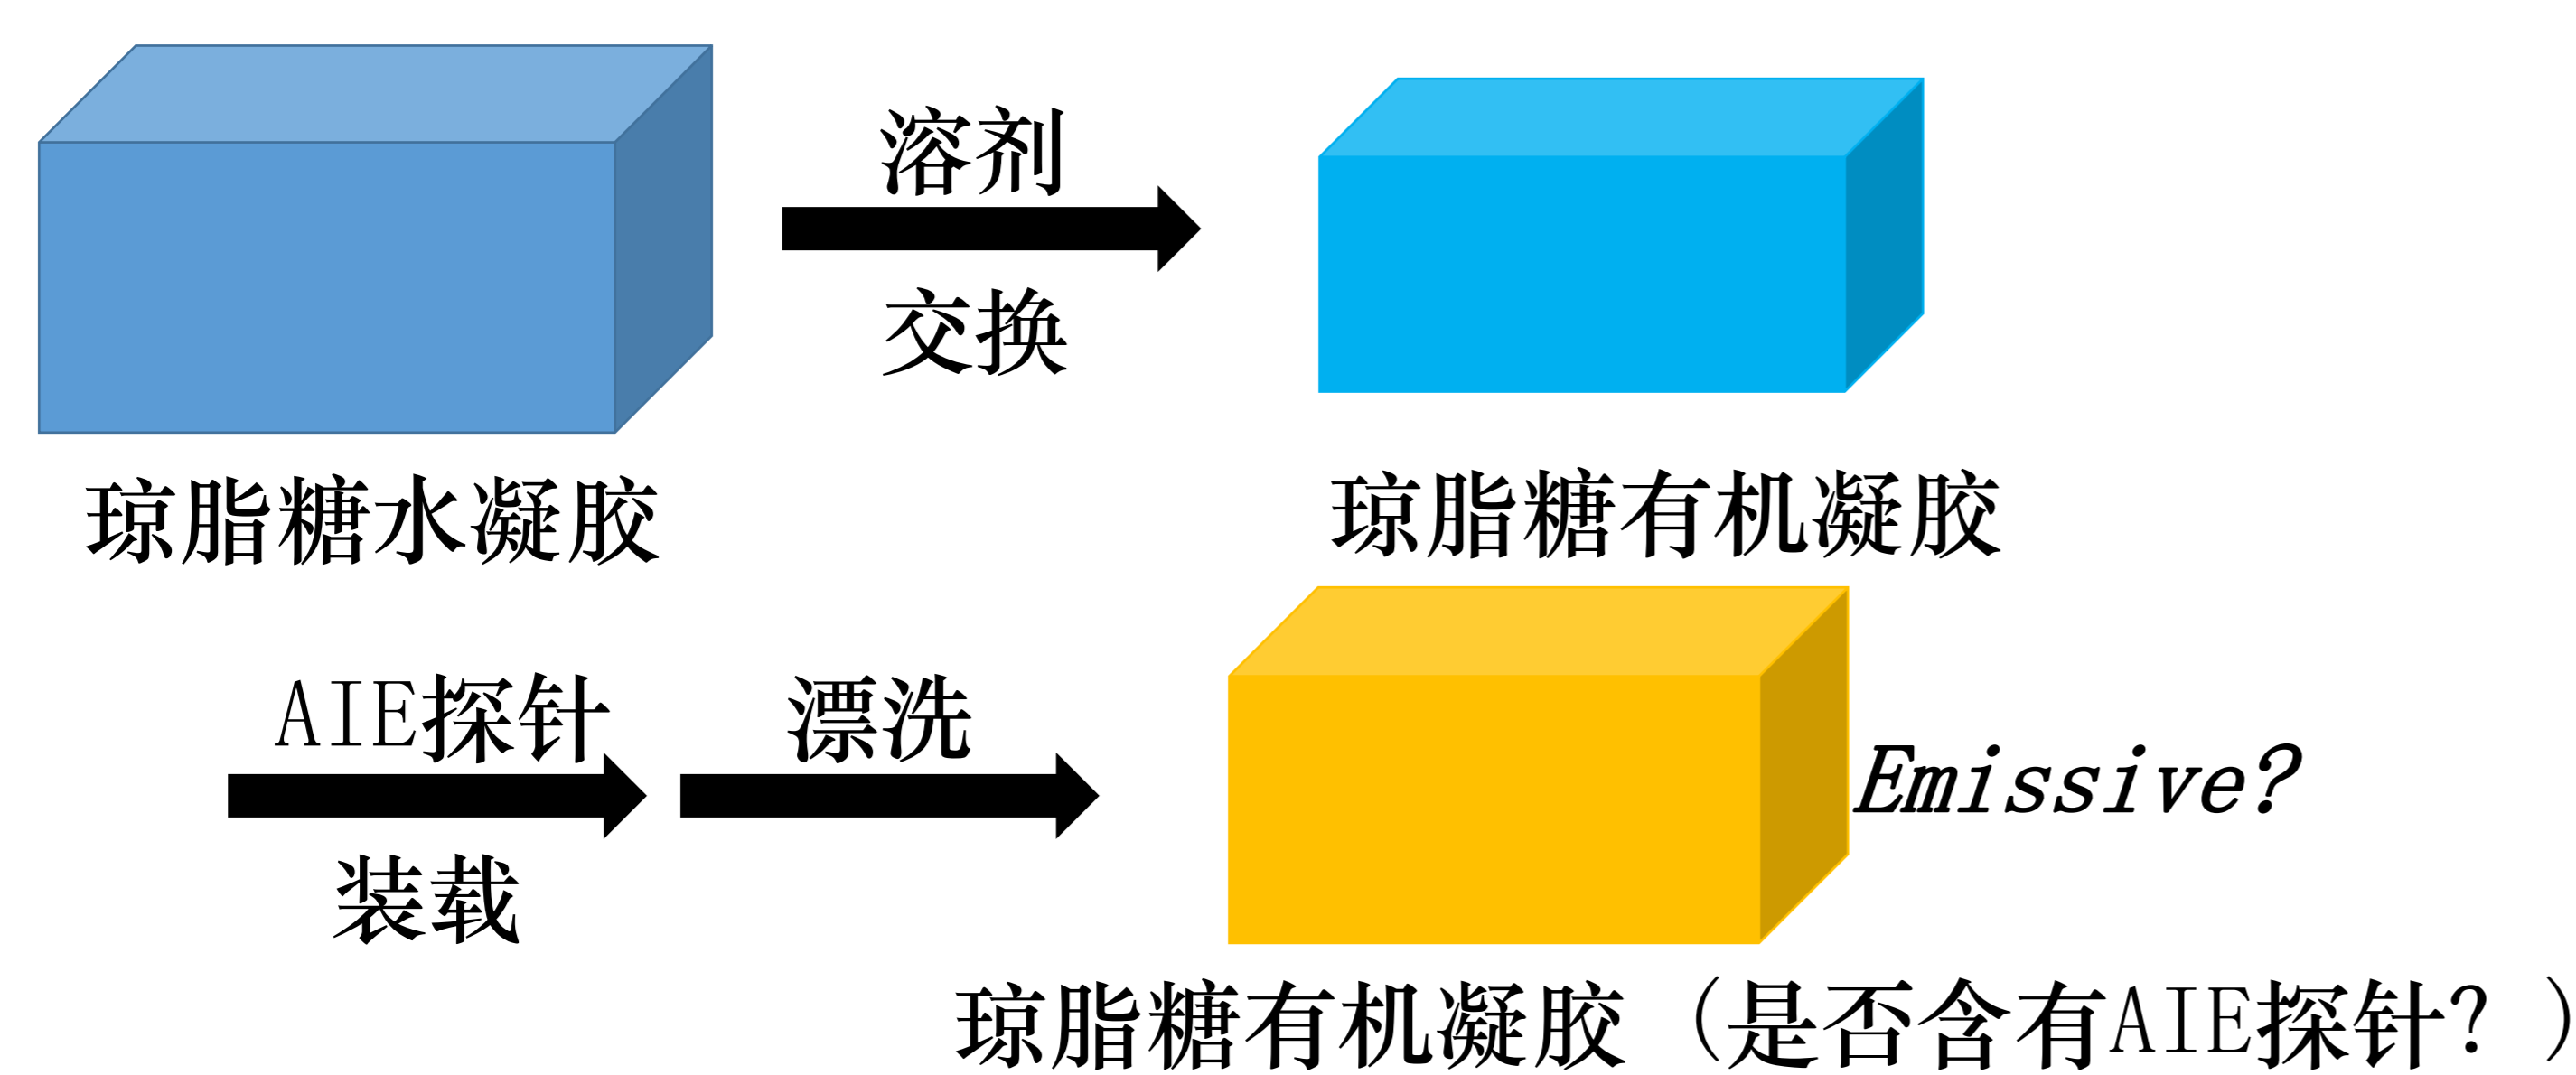 溶剂
交换
琼脂糖水凝胶
琼脂糖有机凝胶
AIE探针
装载
漂洗
Emissive?
琼脂糖有机凝胶（是否含有AIE探针？）